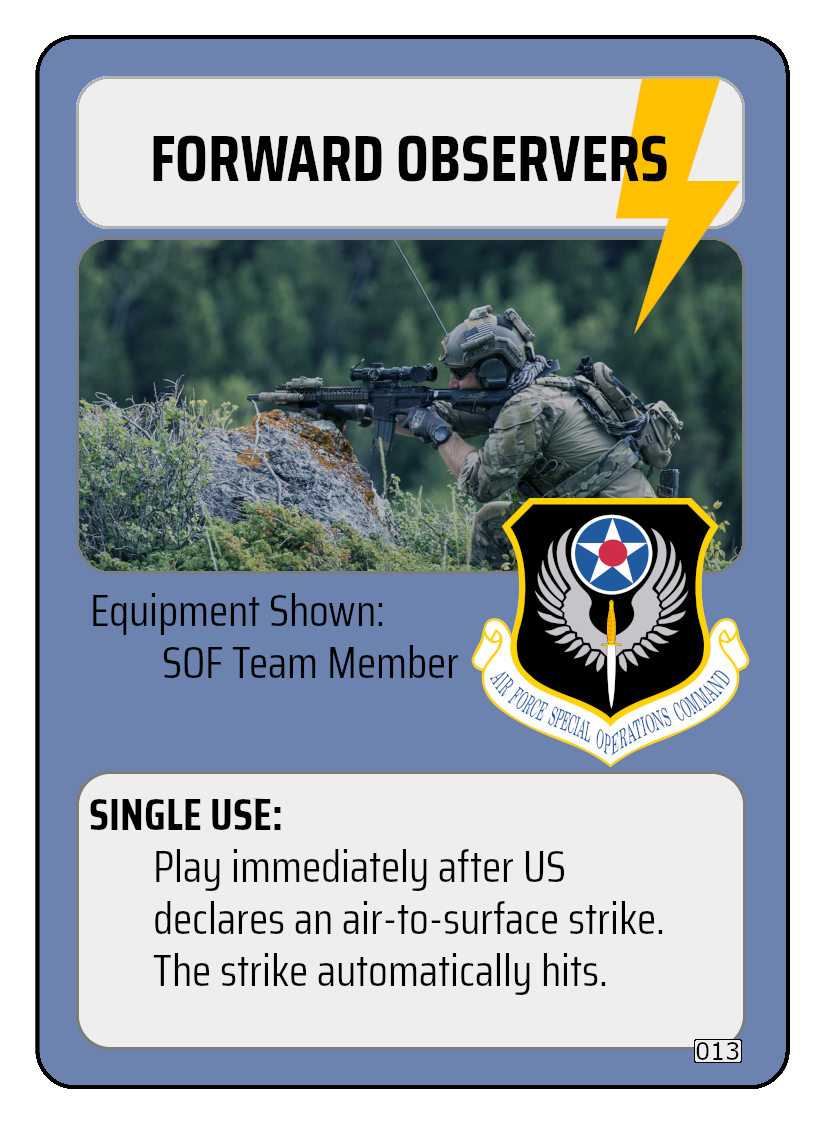 FORWARD OBSERVERS
Equipment Shown:
SOF Team Member
AIR FORCE SPECIAL OPERATIONS COMMAND
SINGLE USE:
Play immediately after US
declares an air-to-surface strike.
The strike automatically hits.
013